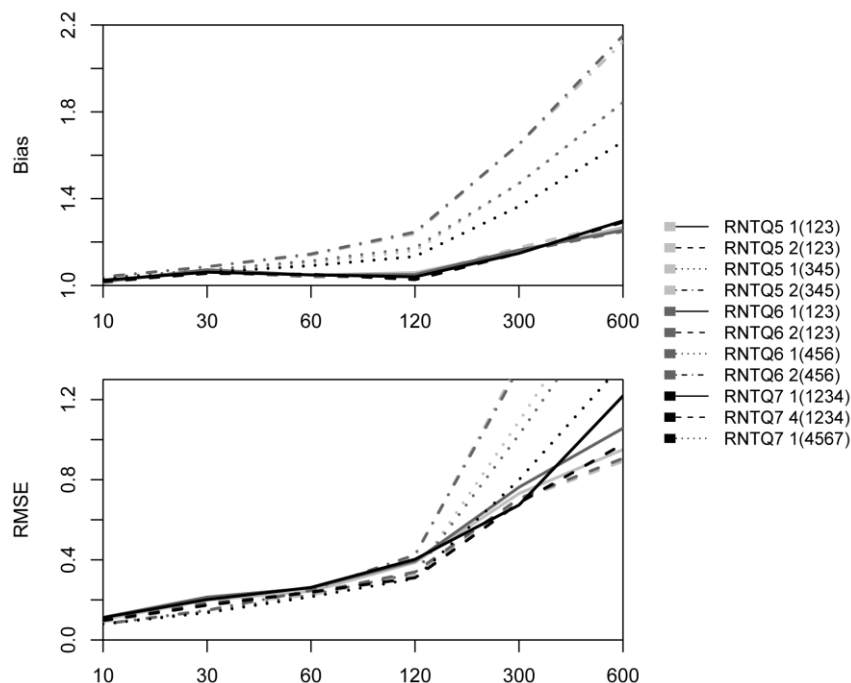 2.2
1.8
1.4
1.0
Bias
10 30 60 120 300 600
1.2
0.8
0.4
0.0
RMSE
10 30 60 120 300 600
RNTQ5 1(123)
RNTQ5 2(123)
RNTQ5 1(345)
RNTQ5 2(345)
RNTQ6 1(123)
RNTQ6 2(123)
RNTQ6 1(456)
RNTQ6 2(456)
RNTQ7 1(1234)
RNTQ7 4(1234)
RNTQ7 1(4567)